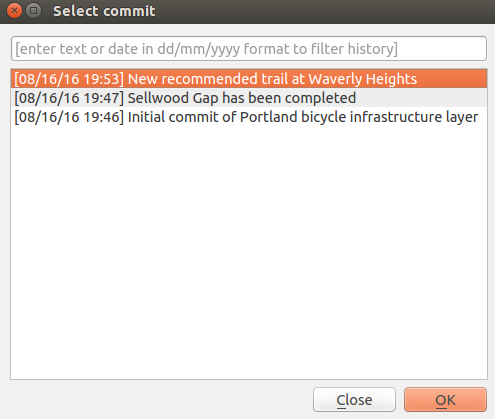 Select commit
[enter text or date in dd/mm/yyyy format to filter history]
[08/16/16 19:53] New recommended trail at Waverly Heights
[08/16/16 19:47] Sellwood Gap has been completed
[08/16/16 19:46] Initial commit of Portland bicycle infrastructure layer
Close OK